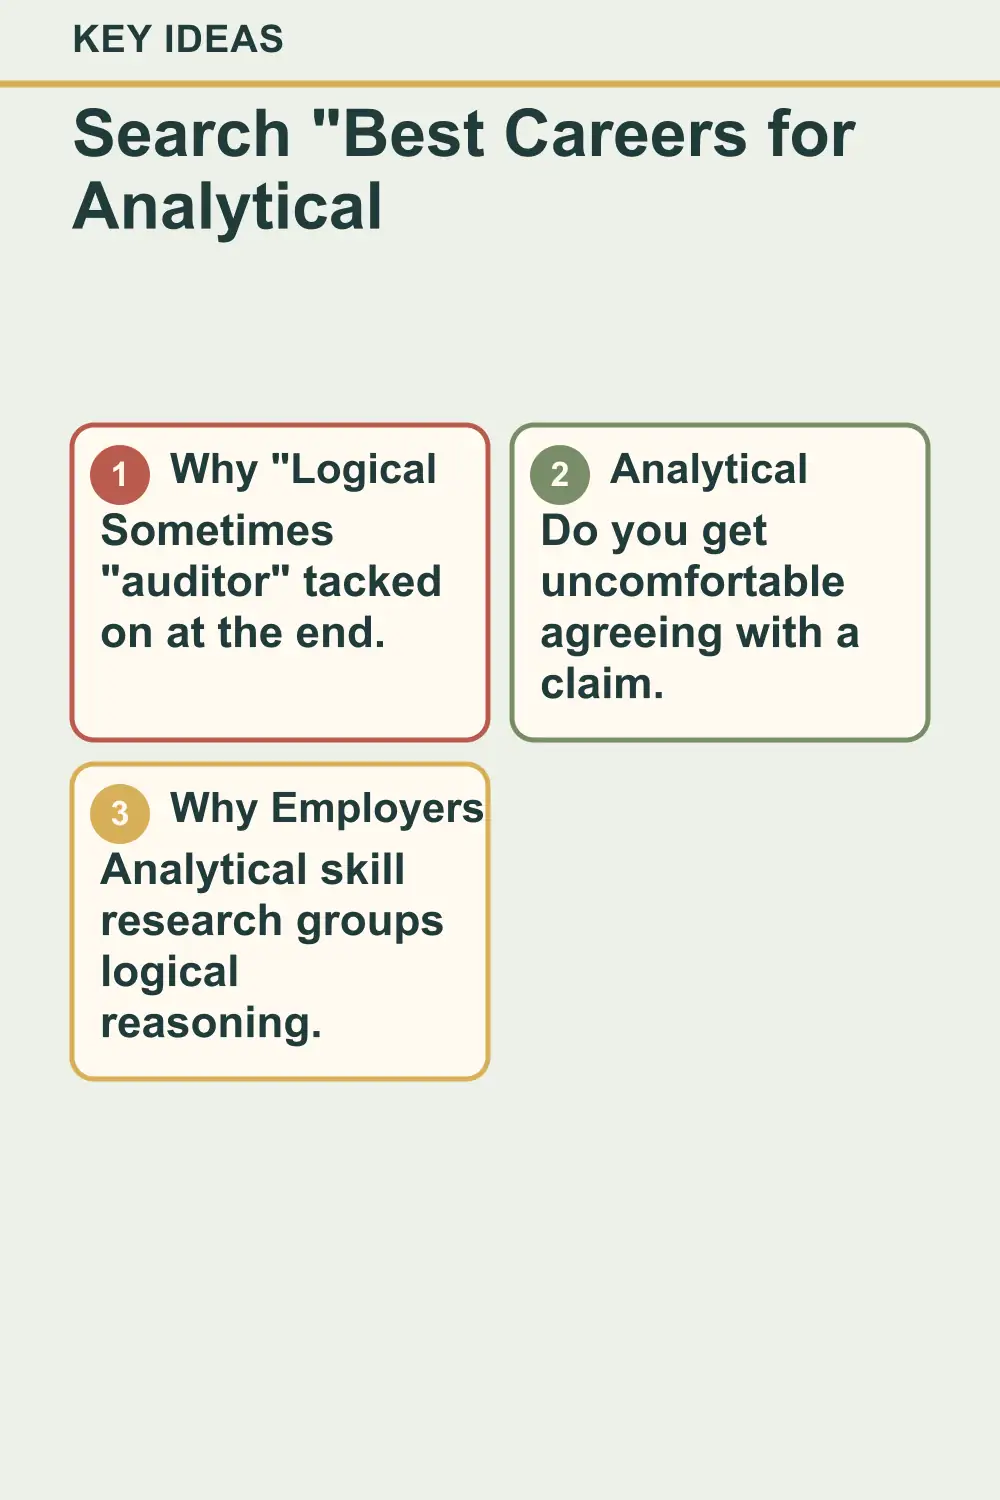 KEY IDEAS
Search "Best Careers for
Analytical
1 Why "Logical
Sometimes
"auditor" tacked
on at the end.
2 Analytical
Do you get
uncomfortable
agreeing with a
claim.
3 Why Employers
Analytical skill
research groups
logical
reasoning.